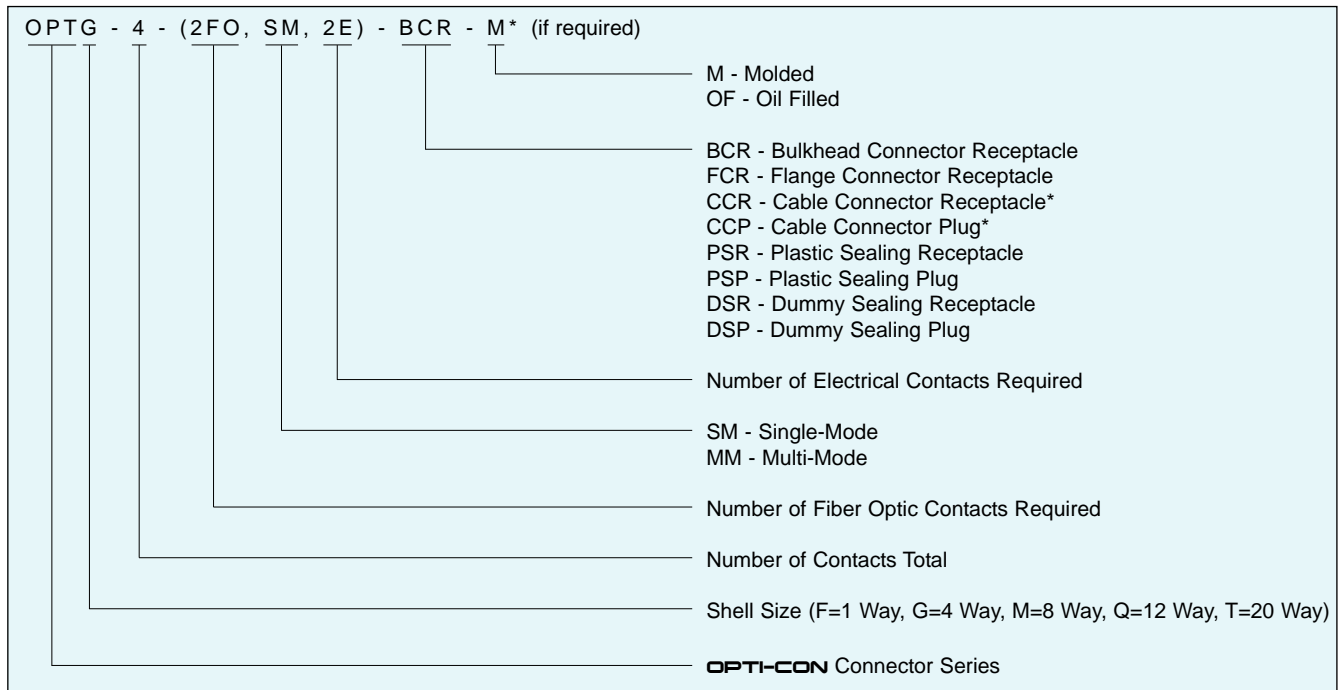 OPTG - 4 - (2FO, SM, 2E) - BCR - M* (if required)
M - Molded
OF - Oil Filled
BCR - Bulkhead Connector Receptacle
FCR - Flange Connector Receptacle
CCR - Cable Connector Receptacle*
CCP - Cable Connector Plug*
PSR - Plastic Sealing Receptacle
PSP - Plastic Sealing Plug
DSR - Dummy Sealing Receptacle
DSP - Dummy Sealing Plug
Number of Electrical Contacts Required
SM - Single-Mode
MM - Multi-Mode
Number of Fiber Optic Contacts Required
Number of Contacts Total
Shell Size (F=1 Way, G=4 Way, M=8 Way, Q=12 Way, T=20 Way)
OPTI-CON Connector Series